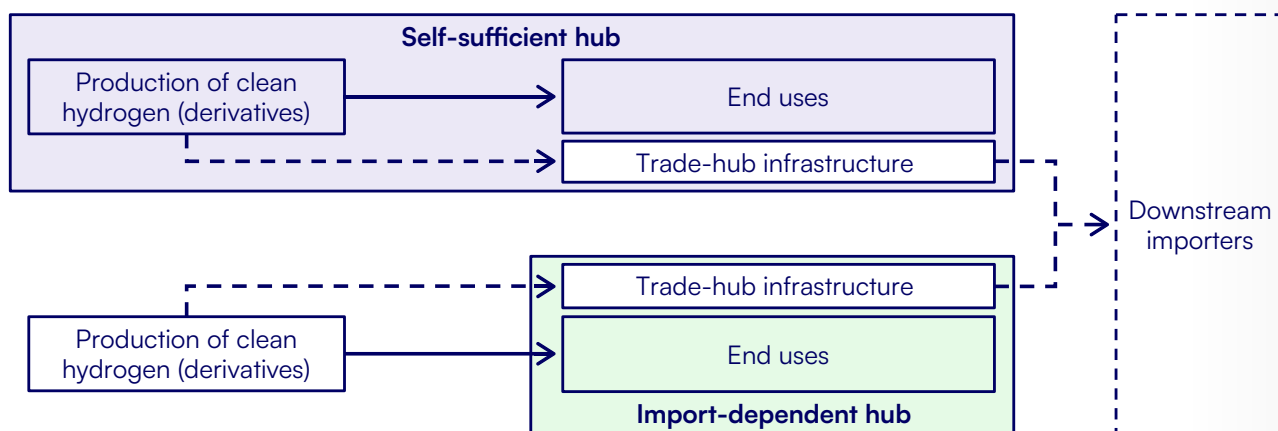 Self-sufficient hub
Production of clean
hydrogen (derivatives)
End uses
Trade-hub infrastructure
Downstream
importers
Trade-hub infrastructure
Production of clean
hydrogen (derivatives)
End uses
Import-dependent hub